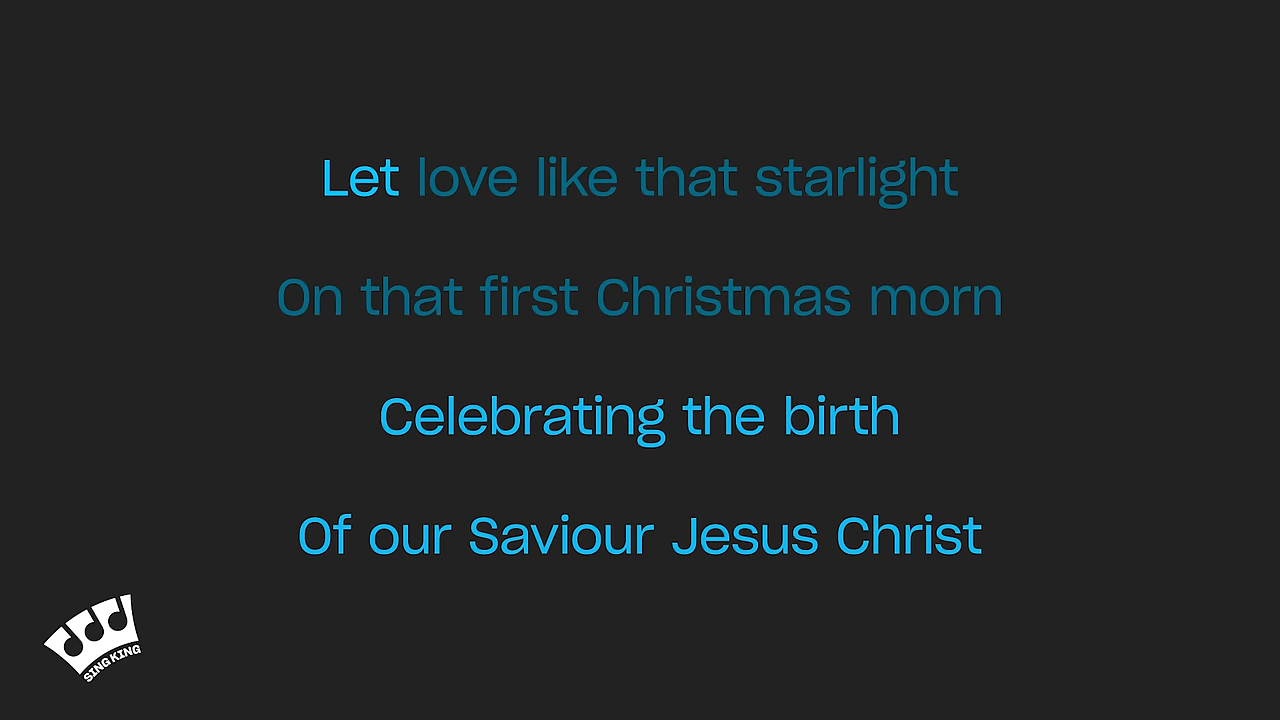 Let love like that starlight
On that first Christmas morn
Celebrating the birth
Of our Saviour Jesus Christ
SING KING